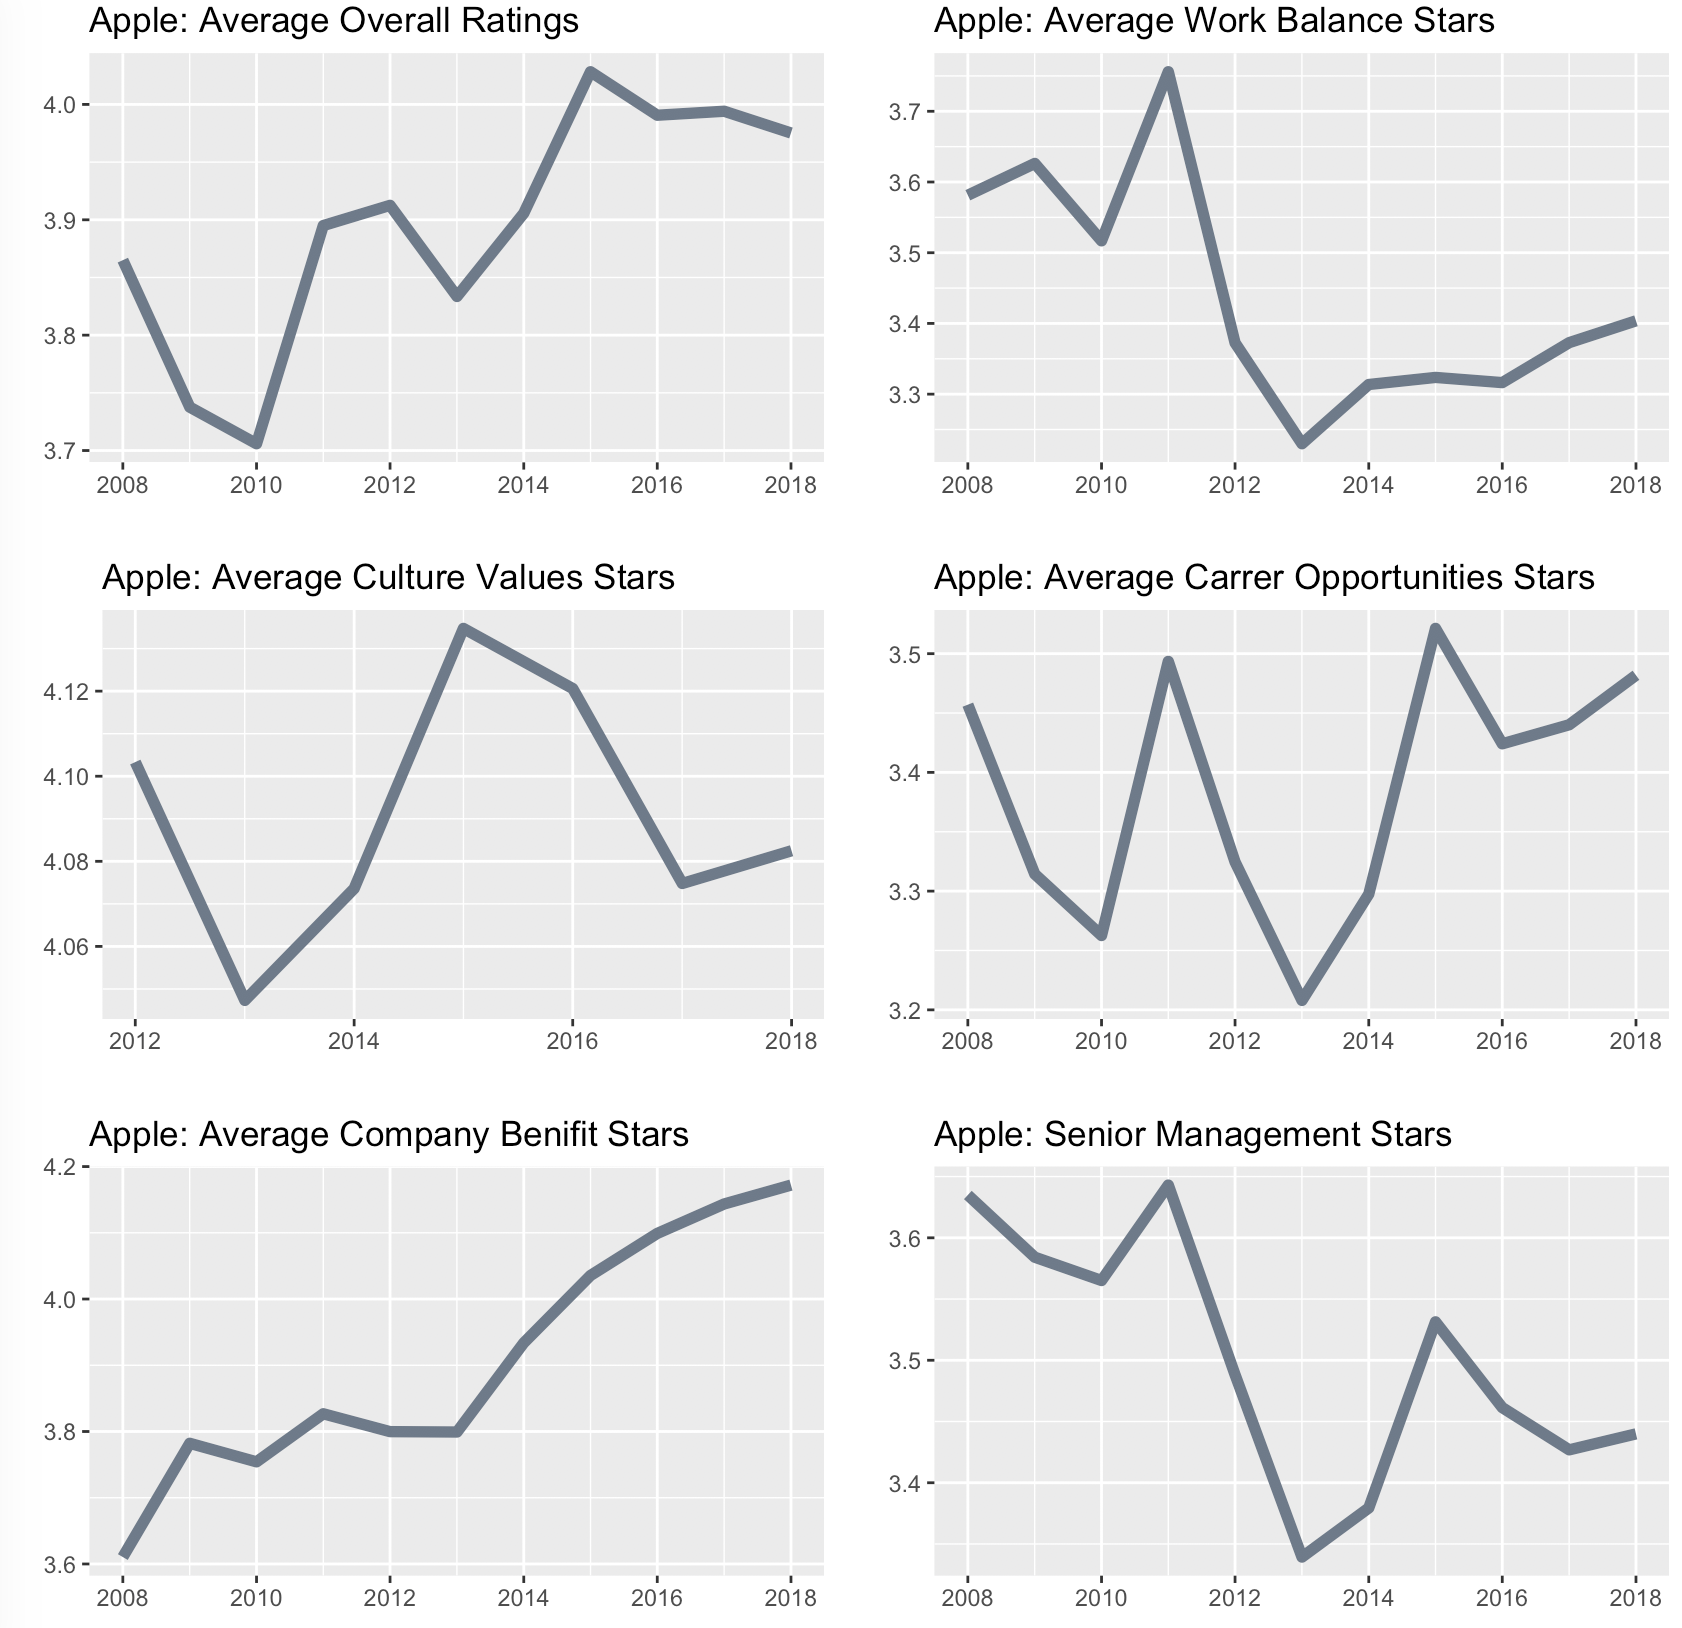 Apple: Average Overall Ratings
4.0
3.9
3.8
3.7
2008 2010 2012 2014 2016 2018
Apple: Average Work Balance Stars
3.7
3.6
3.5
3.4
3.3
2008 2010 2012 2014 2016 2018
Apple: Average Culture Values Stars
4.12
4.10
4.08
4.06
2012 2014 2016 2018
Apple: Average Carrer Opportunities Stars
3.5
3.4
3.3
3.2
2008 2010 2012 2014 2016 2018
Apple: Average Company Benifit Stars
4.2
4.0
3.8
3.6
2008 2010 2012 2014 2016 2018
Apple: Senior Management Stars
3.6
3.5
3.4
2008 2010 2012 2014 2016 2018